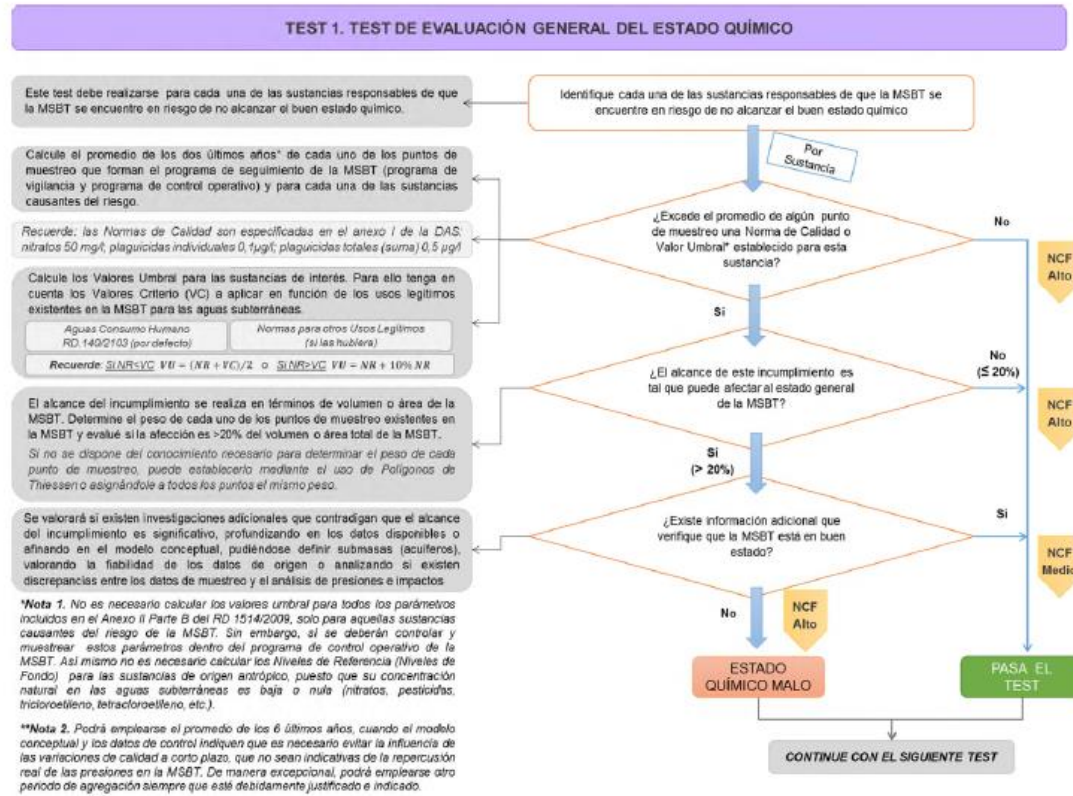 TEST 1. TEST DE EVALUACIÓN GENERAL DEL ESTADO QUÍMICO
Este test debe realizarse para cada una de las sustancias responsables de que
la MSBT se encuentre en riesgo de no alcanzar el buen estado químico.
Identifique cada una de las sustancias responsables de que la MSBT se
encuentre en riesgo de no alcanzar el buen estado químico
Por
Sustancia
Calcule el promedio de los dos últimos años* de cada uno de los puntos de
muestreo que forman el programa de seguimiento de la MSBT (programa de
vigilancia y programa de control operativo) y para cada una de las sustancias
causantes del riesgo.
Recuerde: las Normas de Calidad son especificadas en el anexo I de la DAS:
nitratos 50 mg/l; plaguicidas individuales 0,1µg/l; plaguicidas totales (suma) 0,5 µg/l
¿Excede el promedio de algún punto
de muestreo una Norma de Calidad o
Valor Umbral* establecido para esta
sustancia?
No
NCF
Alto
Sí
Calcule los Valores Umbral para las sustancias de interés. Para ello tenga en
cuenta los Valores Criterio (VC) a aplicar en función de los usos legítimos
existentes en la MSBT para las aguas subterráneas.
Aguas Consumo Humano
RD.140/2103 (por defecto)
Normas para otros Usos Legítimos
(si las hubiera)
Recuerde: Si NR≤VC VU = (NR + VC)/2 o Si NR>VC VU = NR + 10% NR
¿El alcance de este incumplimiento es
tal que puede afectar al estado general
de la MSBT?
No
(≤ 20%)
NCF
Alto
Sí
(> 20%)
El alcance del incumplimiento se realiza en términos de volumen o área de la
MSBT. Determine el peso de cada uno de los puntos de muestreo existentes en
la MSBT y evalué si la afección es >20% del volumen o área total de la MSBT.
Si no se dispone del conocimiento necesario para determinar el peso de cada
punto de muestreo, puede establecerlo mediante el uso de Polígonos de
Thiessen o asignándole a todos los puntos el mismo peso.
Se valorará si existen investigaciones adicionales que contradigan que el alcance
del incumplimiento es significativo, profundizando en los datos disponibles o
afinando en el modelo conceptual, pudiéndose definir submasas (acuíferos),
valorando la fiabilidad de los datos de origen o analizando si existen
discrepancias entre los datos de muestreo y el análisis de presiones e impactos
¿Existe información adicional que
verifique que la MSBT está en buen
estado?
Sí
NCF
Medio
No
NCF
Alto
*Nota 1. No es necesario calcular los valores umbral para todos los parámetros
incluidos en el Anexo II Parte B del RD 1514/2009, solo para aquellas sustancias
causantes del riesgo de la MSBT. Sin embargo, si se deberán controlar y
muestrear estos parámetros dentro del programa de control operativo de la
MSBT. Así mismo no es necesario calcular los Niveles de Referencia (Niveles de
Fondo) para las sustancias de origen antrópico, puesto que su concentración
natural en las aguas subterráneas es baja o nula (nitratos, pesticidas,
tricloroetileno, tetracloroetileno, etc.).
ESTADO
QUÍMICO MALO
PASA EL
TEST
**Nota 2. Podrá emplearse el promedio de los 6 últimos años, cuando el modelo
conceptual y los datos de control indiquen que es necesario evitar la influencia de
las variaciones de calidad a corto plazo, que no sean indicativas de la repercusión
real de las presiones en la MSBT. De manera excepcional, podrá emplearse otro
periodo de agregación siempre que esté debidamente justificado e indicado.
CONTINUE CON EL SIGUIENTE TEST